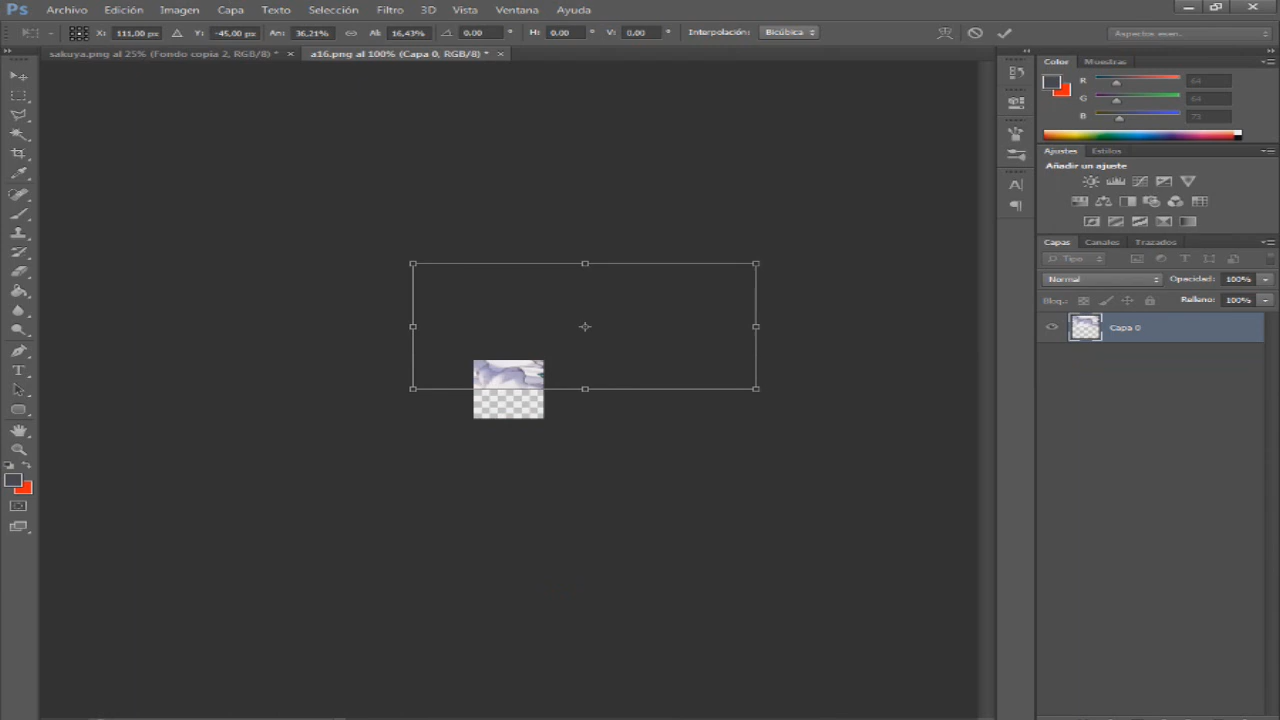 Ps Archivo Edición Imagen Capa Texto Selección Filtro 3D Vista Ventana Ayuda
X: 111,00 px Y: -45,00 px An: 36,21% Al: 16,43% 0,00 ° H: 0,00 ° V: 0,00 ° Interpolación: Bicúbica Aspectos esen...
sakuya.png al 25% (Fondo copia 2, RGB/8) * × a16.png al 100% (Capa 0, RGB/8) * ×
Color Muestras
R 64
G 64
B 73
Ajustes Estilos
Añadir un ajuste
Capas Canales Trazados
Tipo
Normal Opacidad: 100%
Bloq.: Relleno: 100%
Capa 0